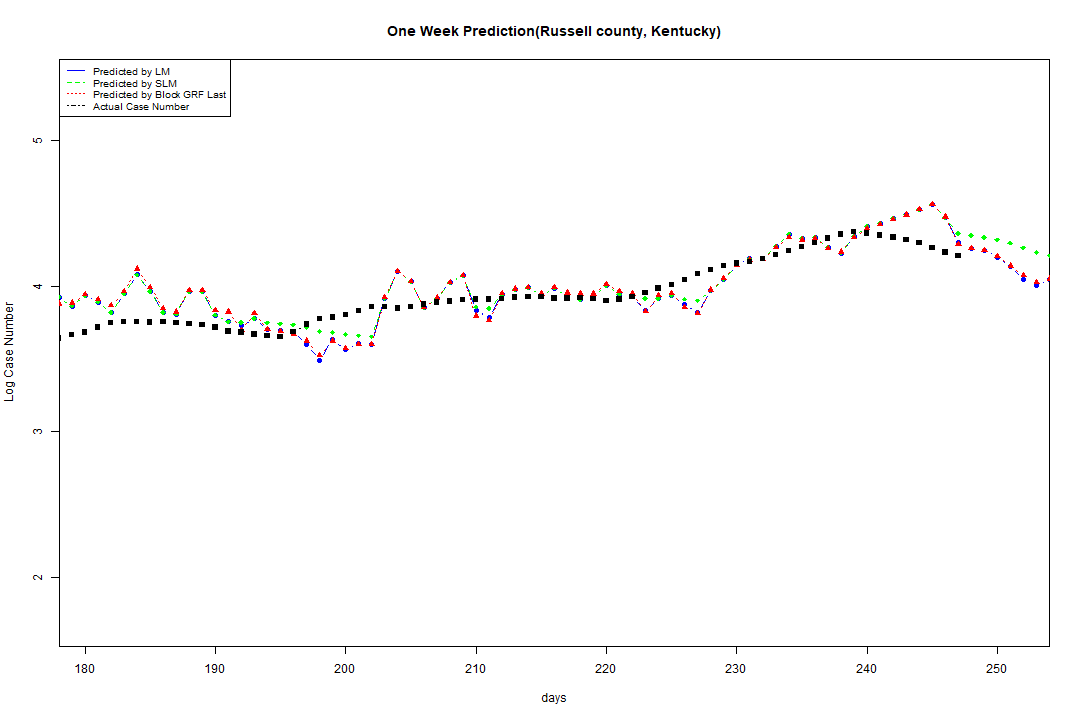 One Week Prediction(Russell county, Kentucky)
Predicted by LM
Predicted by SLM
Predicted by Block GRF Last
Actual Case Number
5
4
3
2
Log Case Number
180 190 200 210 220 230 240 250
days